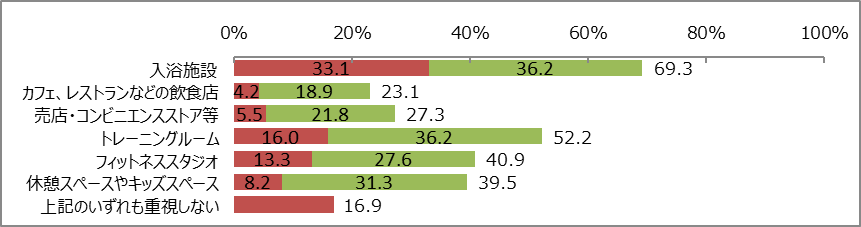 0% 20% 40% 60% 80% 100%
入浴施設 33.1 36.2 69.3
カフェ、レストランなどの飲食店 4.2 18.9 23.1
売店・コンビニエンスストア等 5.5 21.8 27.3
トレーニングルーム 16.0 36.2 52.2
フィットネススタジオ 13.3 27.6 40.9
休憩スペースやキッズスペース 8.2 31.3 39.5
上記のいずれも重視しない 16.9